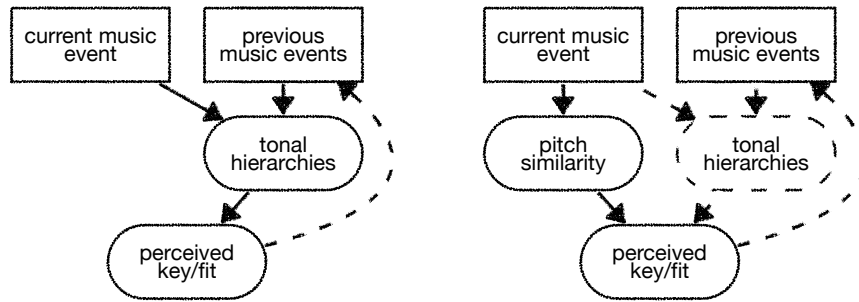 current music
event
previous
music events
tonal
hierarchies
perceived
key/fit
current music
event
previous
music events
pitch
similarity
tonal
hierarchies
perceived
key/fit